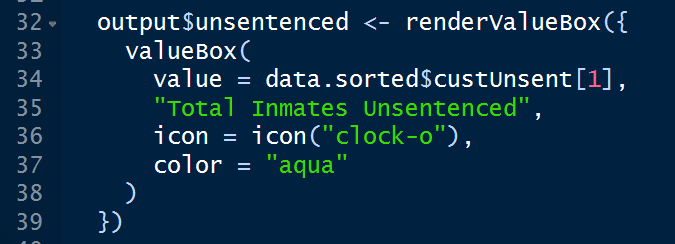 32 output$unsentenced <- renderValueBox({
33 valueBox(
34 value = data.sorted$custUnsent[1],
35 "Total Inmates Unsentenced",
36 icon = icon("clock-o"),
37 color = "aqua"
38 )
39 })